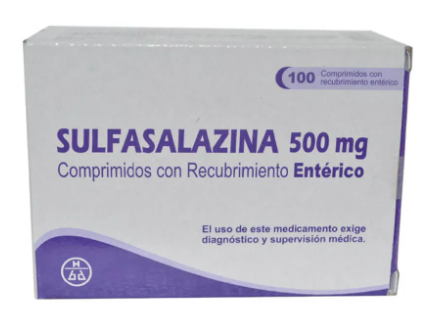 100 Comprimidos con
recubrimiento entérico
SULFASALAZINA 500 mg
Comprimidos con Recubrimiento Entérico
El uso de este medicamento exige
diagnóstico y supervisión médica.